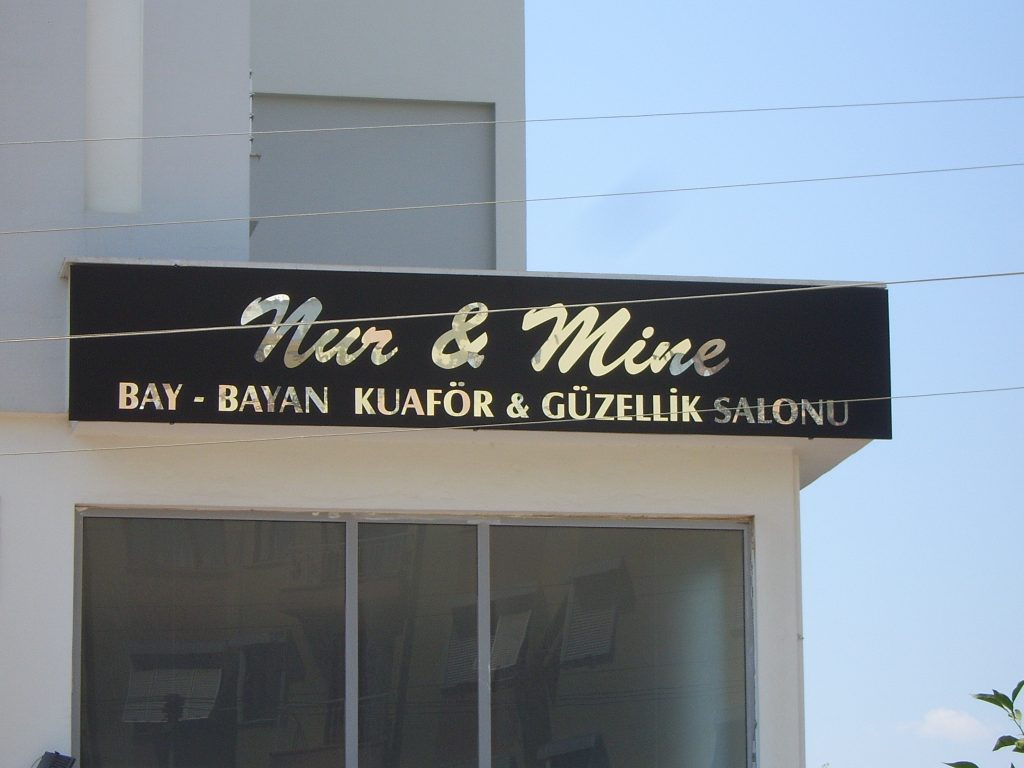 Nur & Mine
BAY - BAYAN KUAFÖR & GÜZELLİK SALONU